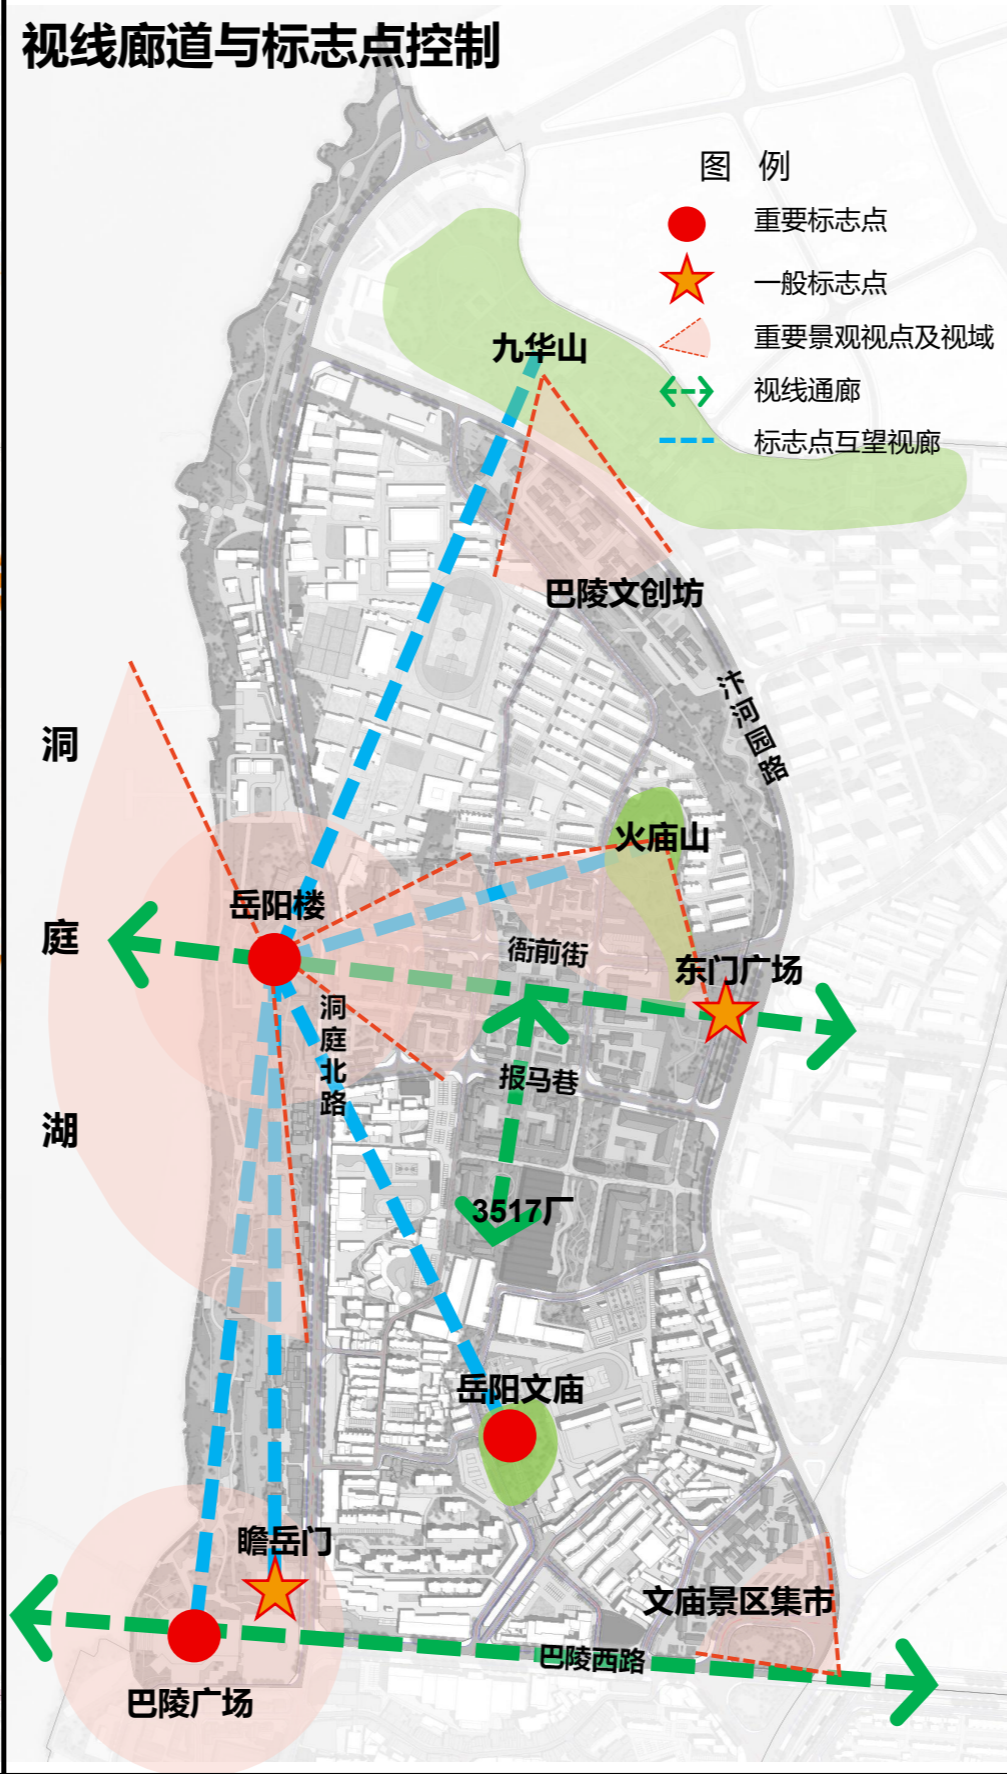 视线廊道与标志点控制
图 例
重要标志点
一般标志点
重要景观视点及视域
视线通廊
标志点互望视廊
九华山
巴陵文创坊
汴河园路
洞庭湖
火庙山
岳阳楼
衙前街
东门广场
洞庭北路
报马巷
3517厂
岳阳文庙
瞻岳门
文庙景区集市
巴陵西路
巴陵广场